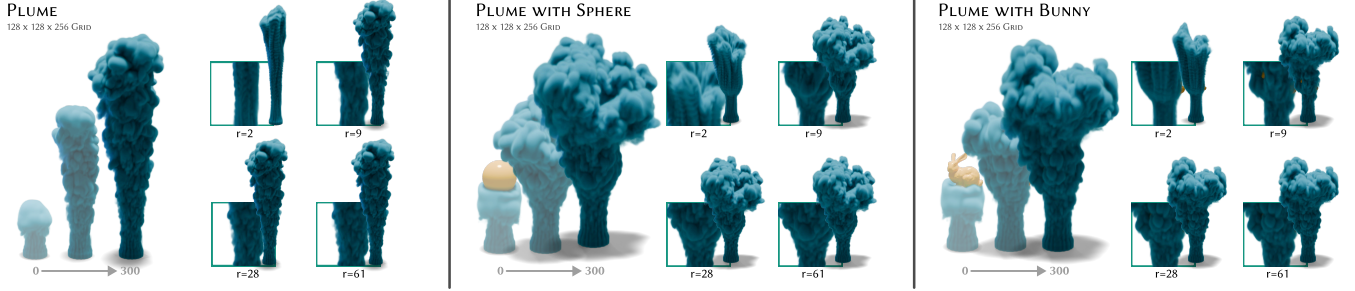 Plume
128 x 128 x 256 Grid
r=2
r=9
r=28
r=61
0
300
Plume with Sphere
128 x 128 x 256 Grid
r=2
r=9
r=28
r=61
0
300
Plume with Bunny
128 x 128 x 256 Grid
r=2
r=9
r=28
r=61
0
300